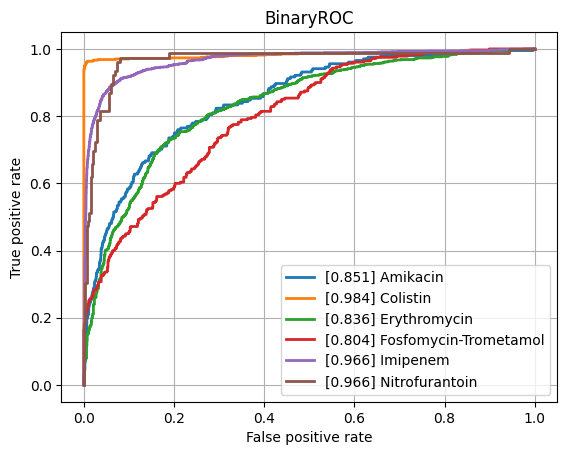 BinaryROC
True positive rate
1.0
0.8
0.6
0.4
0.2
0.0
[0.851] Amikacin
[0.984] Colistin
[0.836] Erythromycin
[0.804] Fosfomycin-Trometamol
[0.966] Imipenem
[0.966] Nitrofurantoin
0.0 0.2 0.4 0.6 0.8 1.0
False positive rate